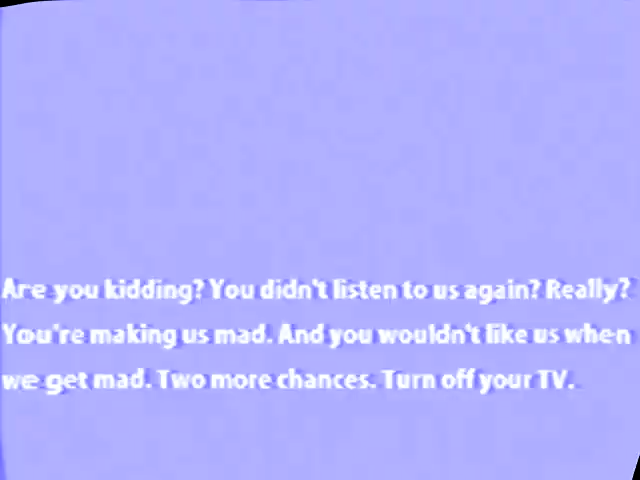 Are you kidding? You didn't listen to us again? Really?
You're making us mad. And you wouldn't like us when
we get mad. Two more chances. Turn off your TV.